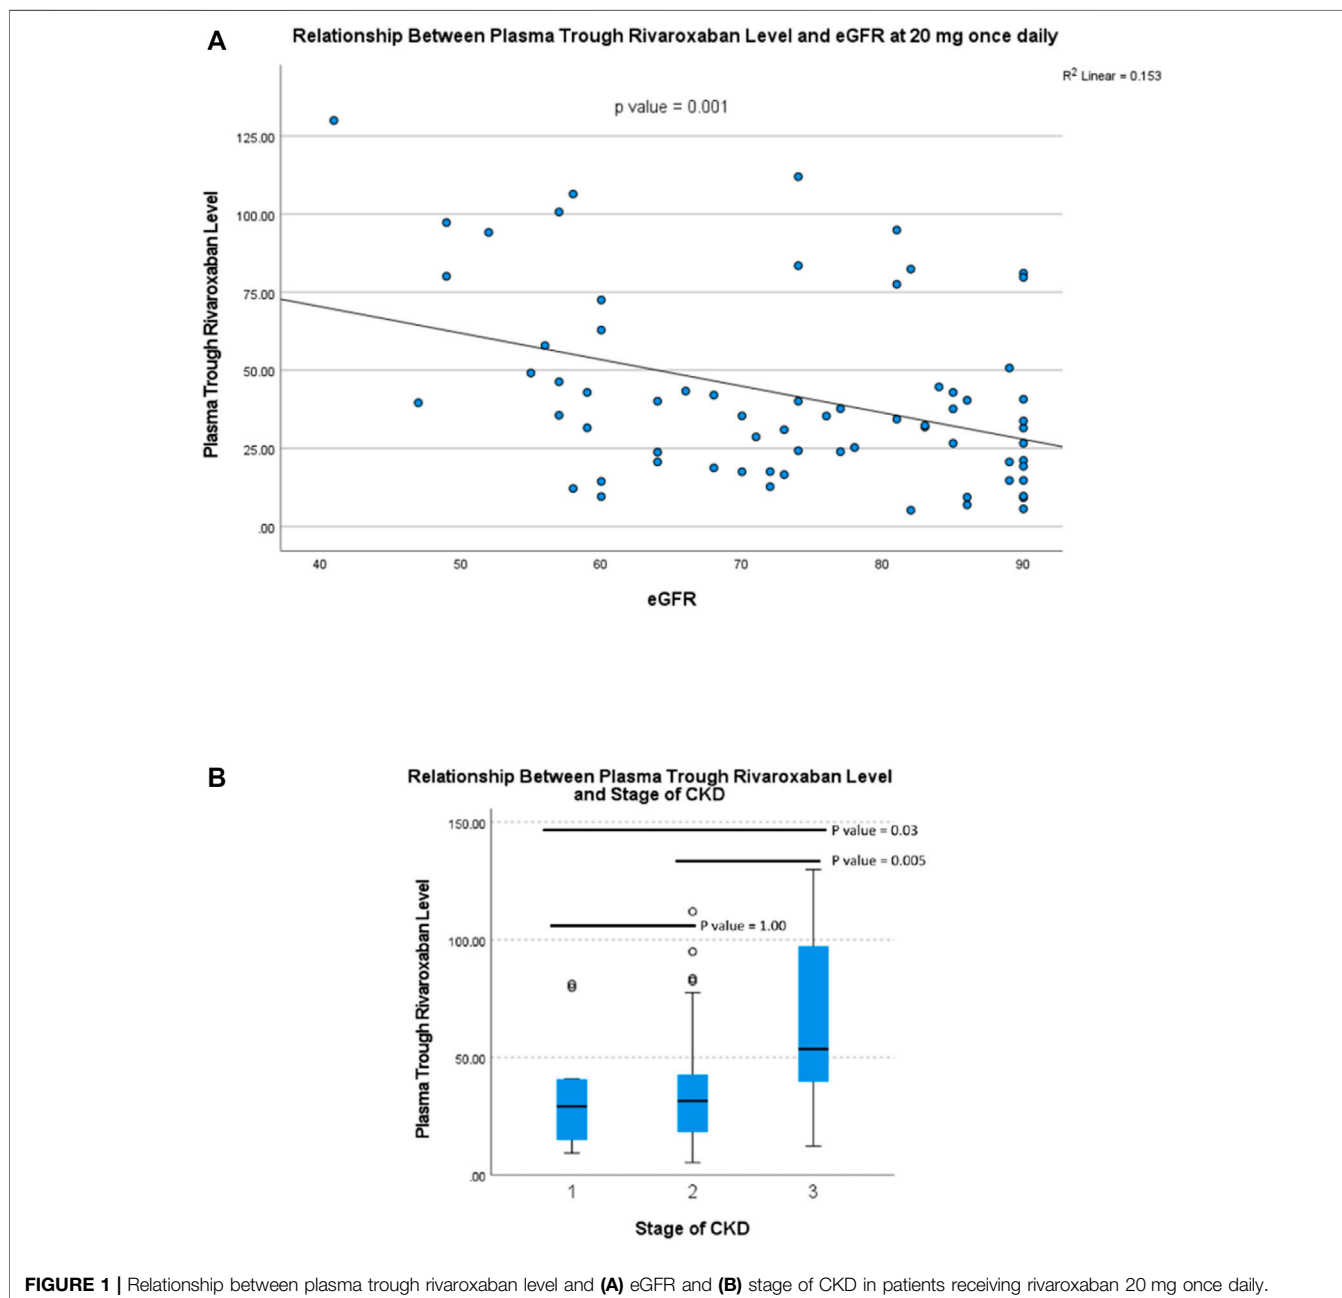 A
Relationship Between Plasma Trough Rivaroxaban Level and eGFR at 20 mg once daily
R2 Linear = 0.153
p value = 0.001
125.00
100.00
75.00
50.00
25.00
.00
Plasma Trough Rivaroxaban Level
40 50 60 70 80 90
eGFR
B
Relationship Between Plasma Trough Rivaroxaban Level
and Stage of CKD
150.00
P value = 0.03
P value = 0.005
P value = 1.00
100.00
50.00
.00
Plasma Trough Rivaroxaban Level
1 2 3
Stage of CKD
FIGURE 1 | Relationship between plasma trough rivaroxaban level and (A) eGFR and (B) stage of CKD in patients receiving rivaroxaban 20 mg once daily.